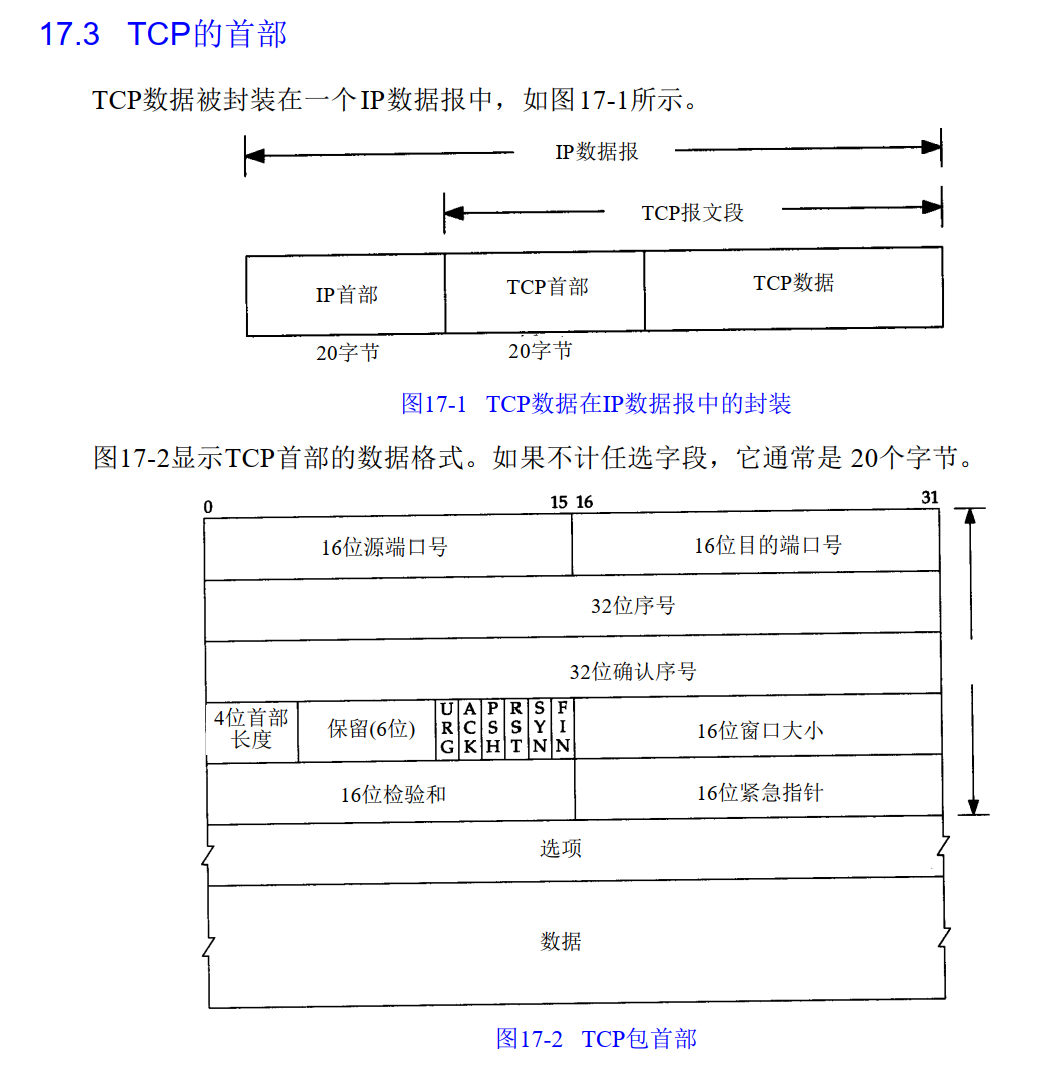 17.3 TCP的首部
TCP数据被封装在一个IP数据报中，如图17-1所示。
IP数据报
TCP报文段
IP首部 TCP首部 TCP数据
20字节 20字节
图17-1 TCP数据在IP数据报中的封装
图17-2显示TCP首部的数据格式。如果不计任选字段，它通常是 20个字节。
0 15 16 31
16位源端口号 16位目的端口号
32位序号
32位确认序号
4位首部长度 保留(6位) URG ACK PSH RST SYN FIN 16位窗口大小
16位检验和 16位紧急指针
选项
数据
图17-2 TCP包首部